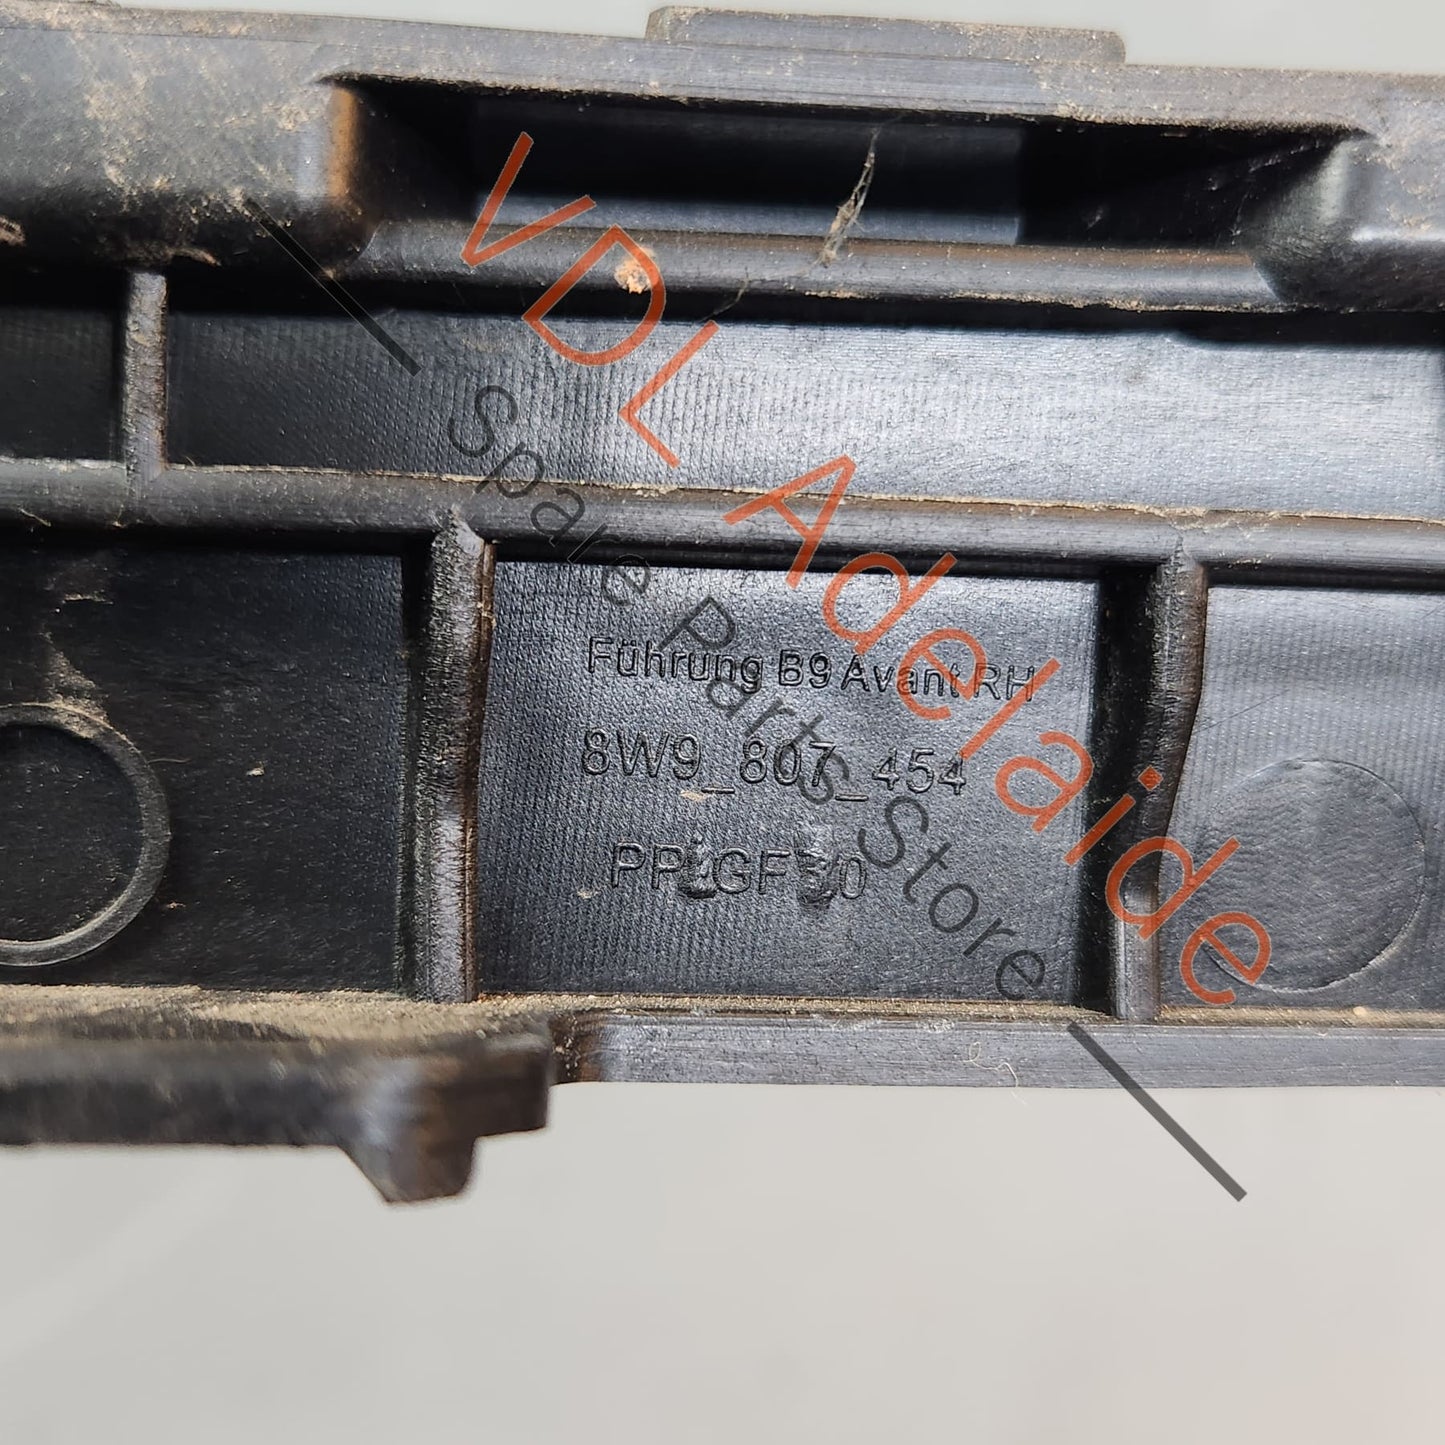 VDL Adelaide
Spare Parts Store
Führung B9 Avant RH
8W9_807_454